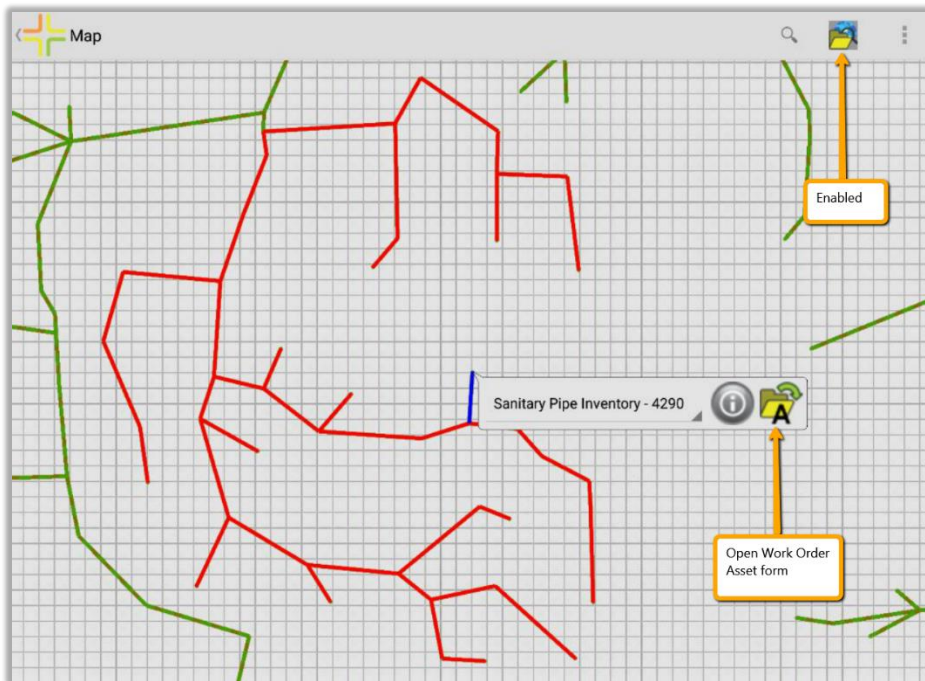 Map
Enabled
Sanitary Pipe Inventory - 4290
A
Open Work Order
Asset form